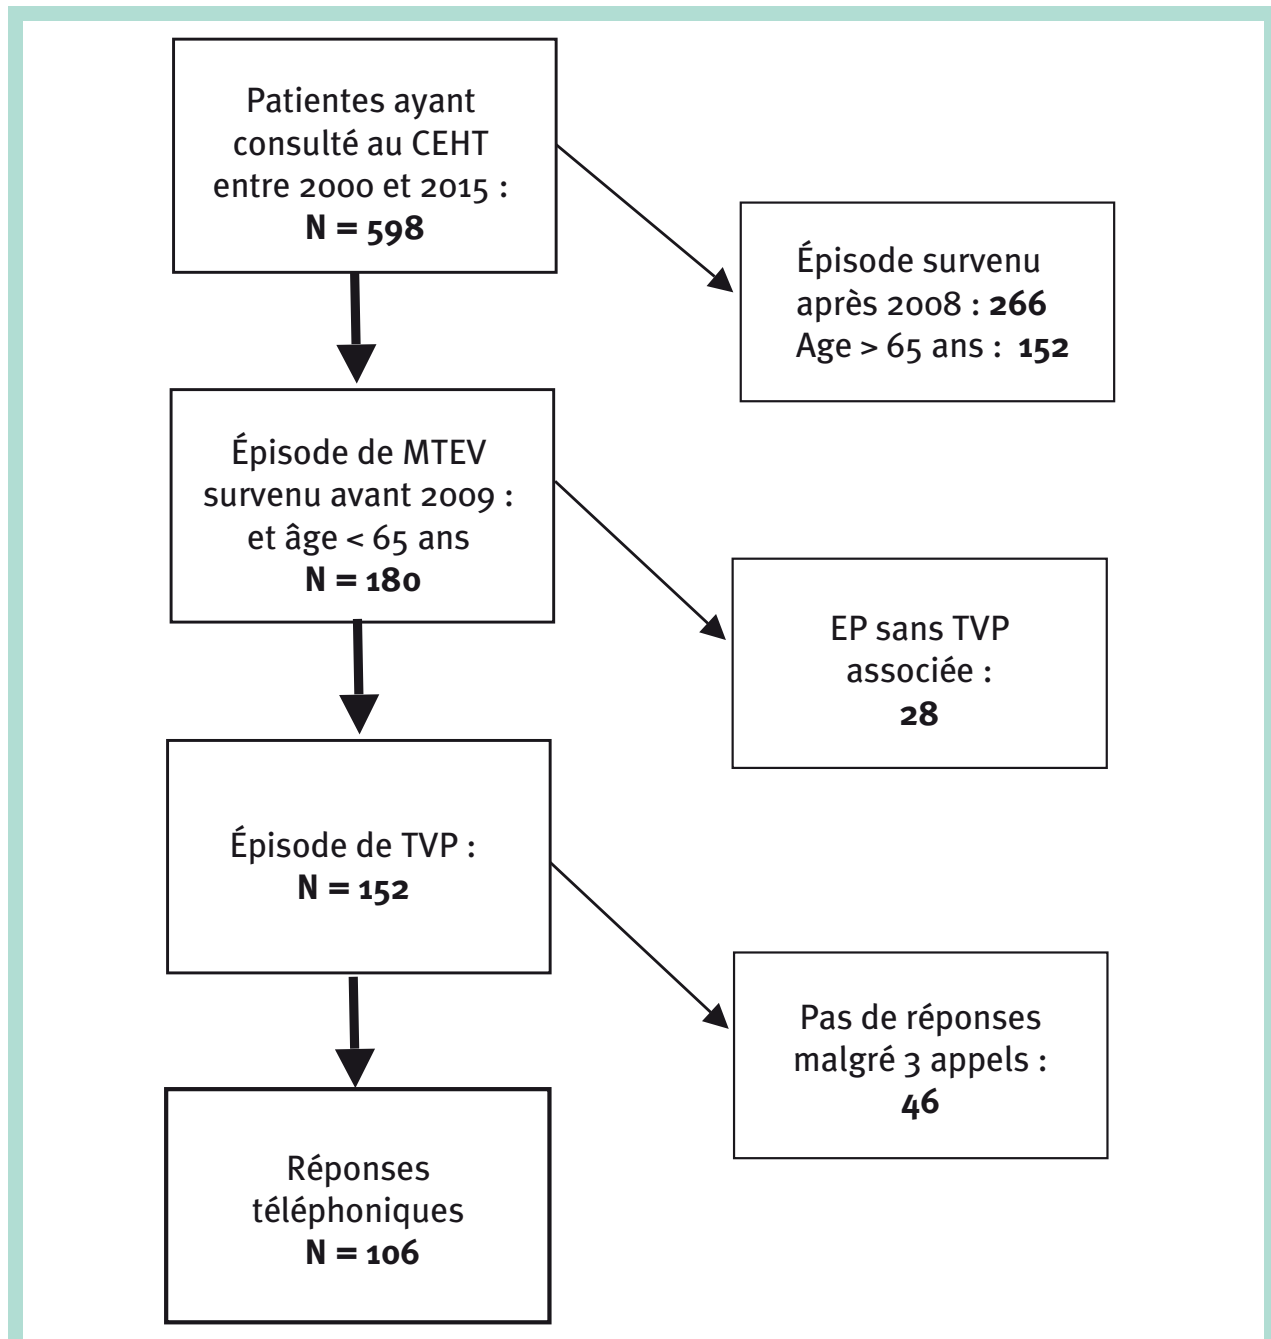 Patientes ayant
consulté au CEHT
entre 2000 et 2015 :
N = 598
Épisode survenu
après 2008 : 266
Age > 65 ans : 152
Épisode de MTEV
survenu avant 2009 :
et âge < 65 ans
N = 180
EP sans TVP
associée :
28
Épisode de TVP :
N = 152
Pas de réponses
malgré 3 appels :
46
Réponses
téléphoniques
N = 106